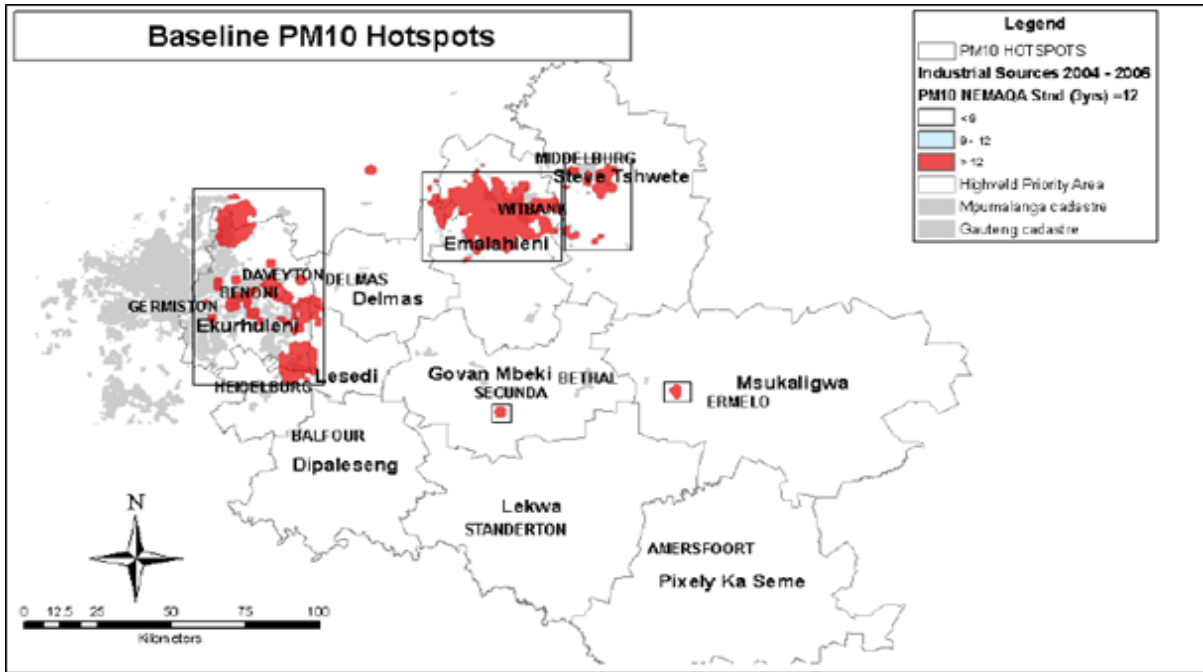 Baseline PM10 Hotspots
Legend
PM10 HOTSPOTS
Industrial Sources 2004 - 2006
PM10 NEMAQA Stnd (3yrs) =12
<9
9 - 12
>12
Highveld Priority Area
Mpumalanga cadastre
Gauteng cadastre
MIDDELBURG
Steve Tshwete
WITBANK
Emalahleni
DAVEYTON
DELMAS
BENONI
Delmas
GERMISTON
Ekurhuleni
HEIDELBURG
Lesedi
Govan Mbeki
BETHAL
SECUNDA
Msukaligwa
ERMELO
BALFOUR
Dipaleseng
Lekwa
STANDERTON
AMERSFOORT
Pixely Ka Seme
N
0 12.5 25 50 75 100
Kilometers